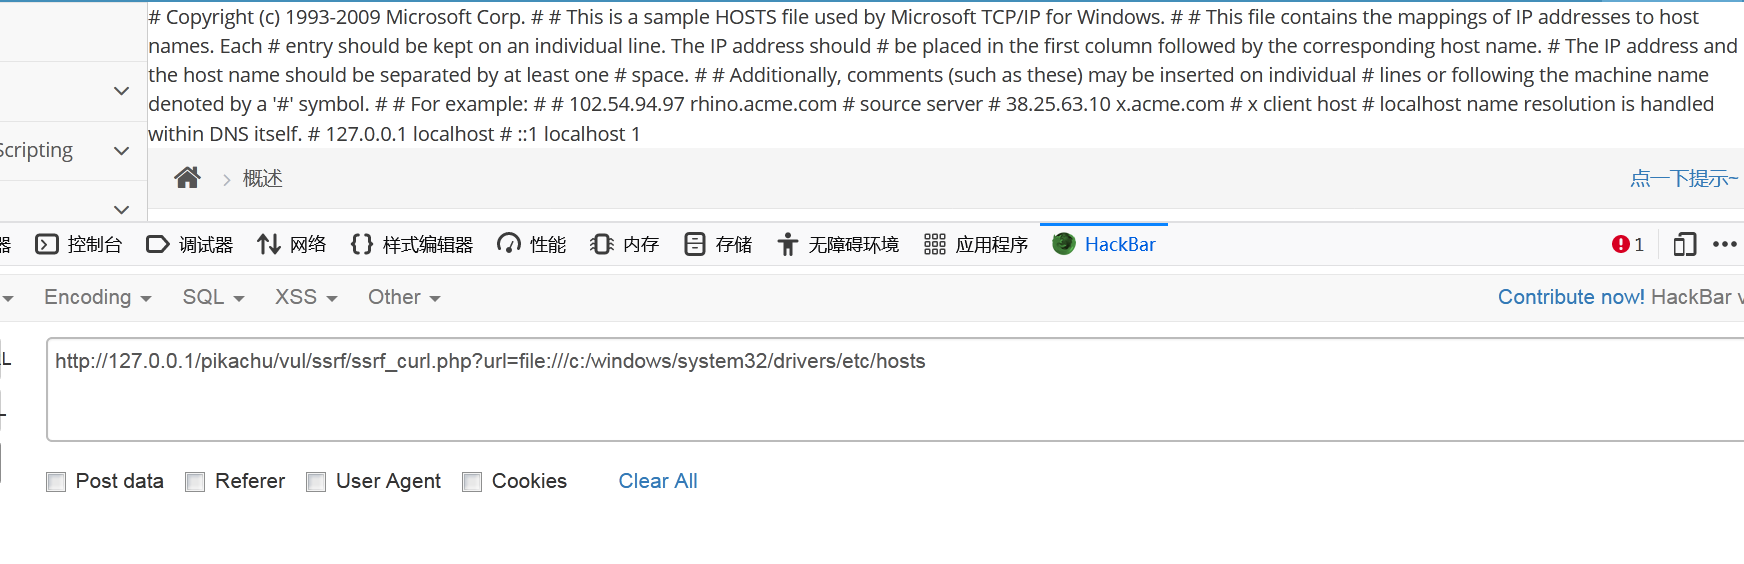 # Copyright (c) 1993-2009 Microsoft Corp. # # This is a sample HOSTS file used by Microsoft TCP/IP for Windows. # # This file contains the mappings of IP addresses to host
names. Each # entry should be kept on an individual line. The IP address should # be placed in the first column followed by the corresponding host name. # The IP address and
the host name should be separated by at least one # space. # # Additionally, comments (such as these) may be inserted on individual # lines or following the machine name
denoted by a '#' symbol. # # For example: # # 102.54.94.97 rhino.acme.com # source server # 38.25.63.10 x.acme.com # x client host # localhost name resolution is handled
within DNS itself. # 127.0.0.1 localhost # ::1 localhost 1
Scripting
概述 点一下提示~
器 控制台 调试器 网络 样式编辑器 性能 内存 存储 无障碍环境 应用程序 HackBar 1
Encoding SQL XSS Other Contribute now! HackBar v
L http://127.0.0.1/pikachu/vul/ssrf/ssrf_curl.php?url=file:///c:/windows/system32/drivers/etc/hosts
Post data Referer User Agent Cookies Clear All